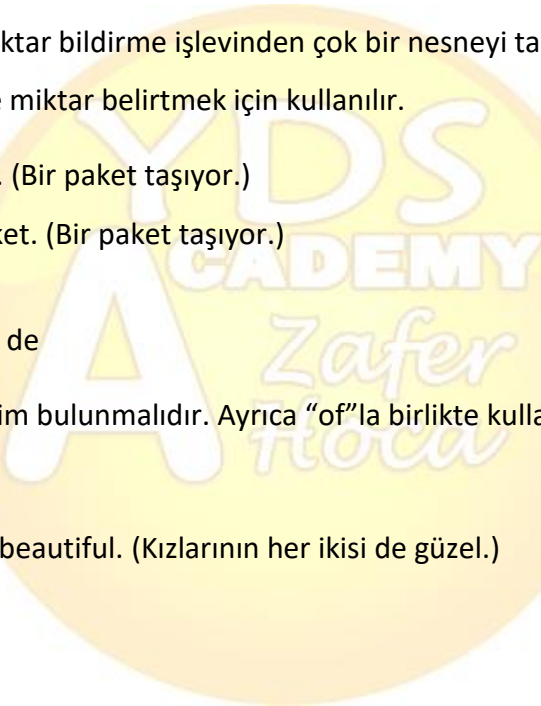 ktar bildirme işlevinden çok bir nesneyi ta
e miktar belirtmek için kullanılır.
. (Bir paket taşıyor.)
ket. (Bir paket taşıyor.)
YDS
ACADEMY
de
Zafer
im bulunmalıdır. Ayrıca “of”la birlikte kulla
Hoca
beautiful. (Kızlarının her ikisi de güzel.)